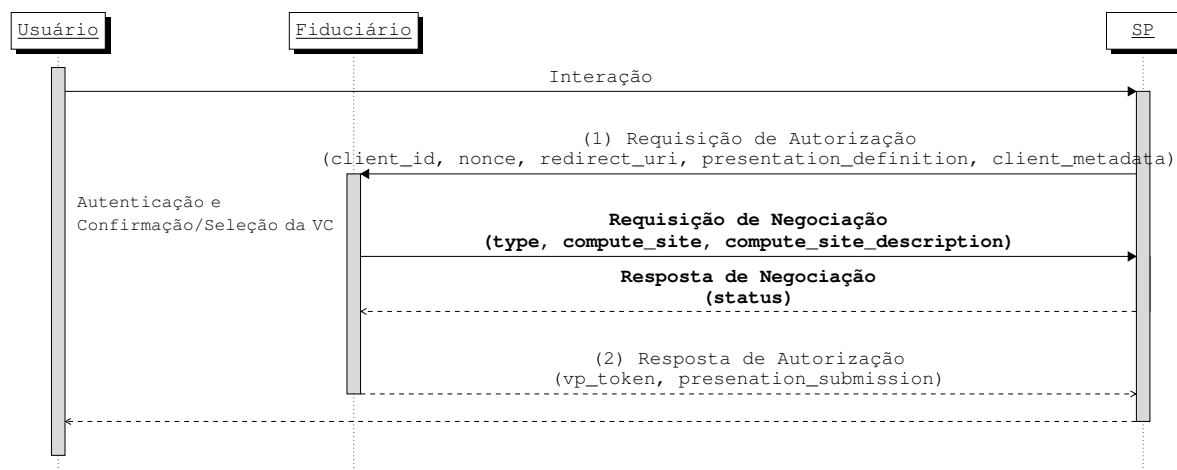 Usuário
Fiduciário
SP
Interação
(1) Requisição de Autorização
(client_id, nonce, redirect_uri, presentation_definition, client_metadata)
Autenticação e
Confirmação/Seleção da VC
Requisição de Negociação
(type, compute_site, compute_site_description)
Resposta de Negociação
(status)
(2) Resposta de Autorização
(vp_token, presenation_submission)